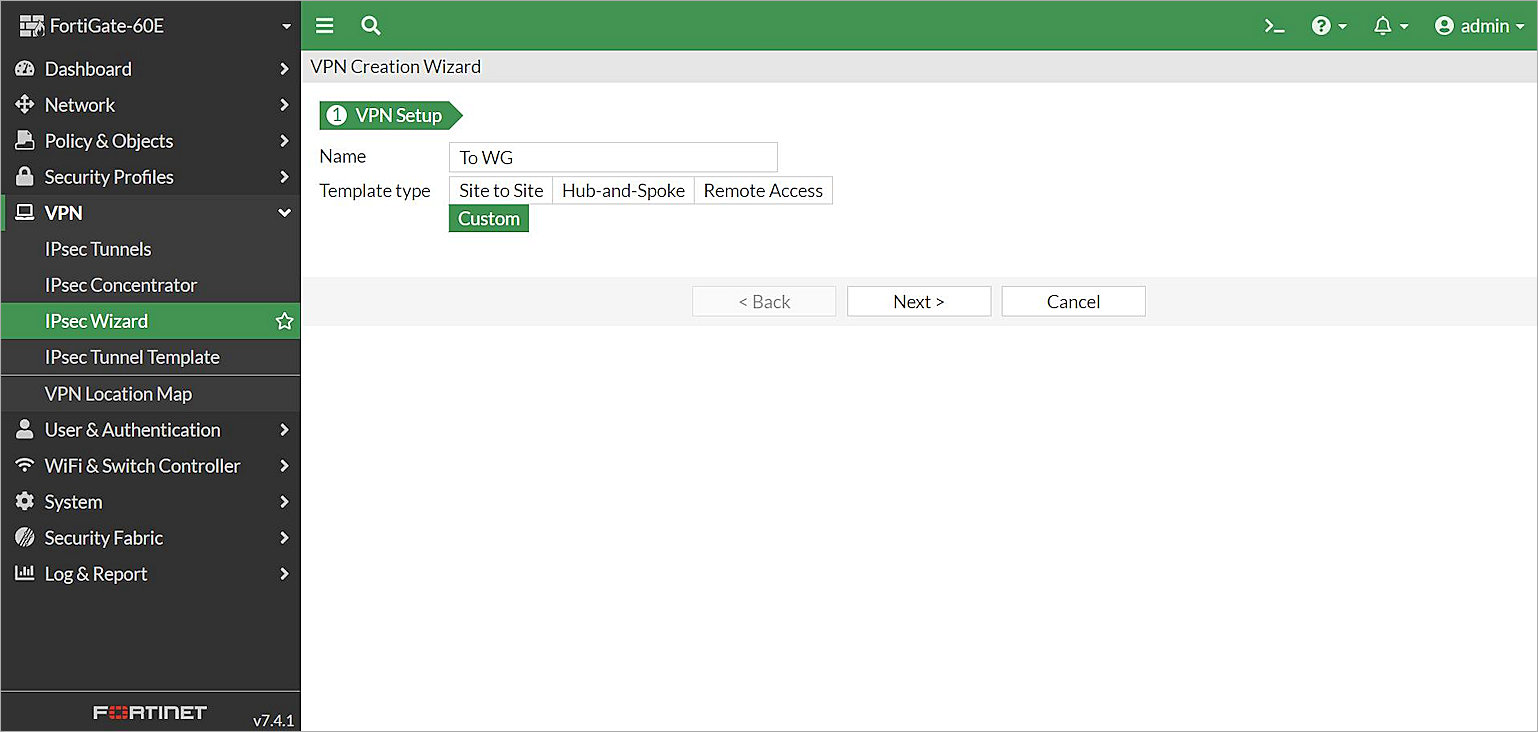 FortiGate-60E
admin
Dashboard
Network
Policy & Objects
Security Profiles
VPN
IPsec Tunnels
IPsec Concentrator
IPsec Wizard
IPsec Tunnel Template
VPN Location Map
User & Authentication
WiFi & Switch Controller
System
Security Fabric
Log & Report
FORTINET
v7.4.1
VPN Creation Wizard
1 VPN Setup
Name To WG
Template type Site to Site Hub-and-Spoke Remote Access
Custom
< Back Next > Cancel